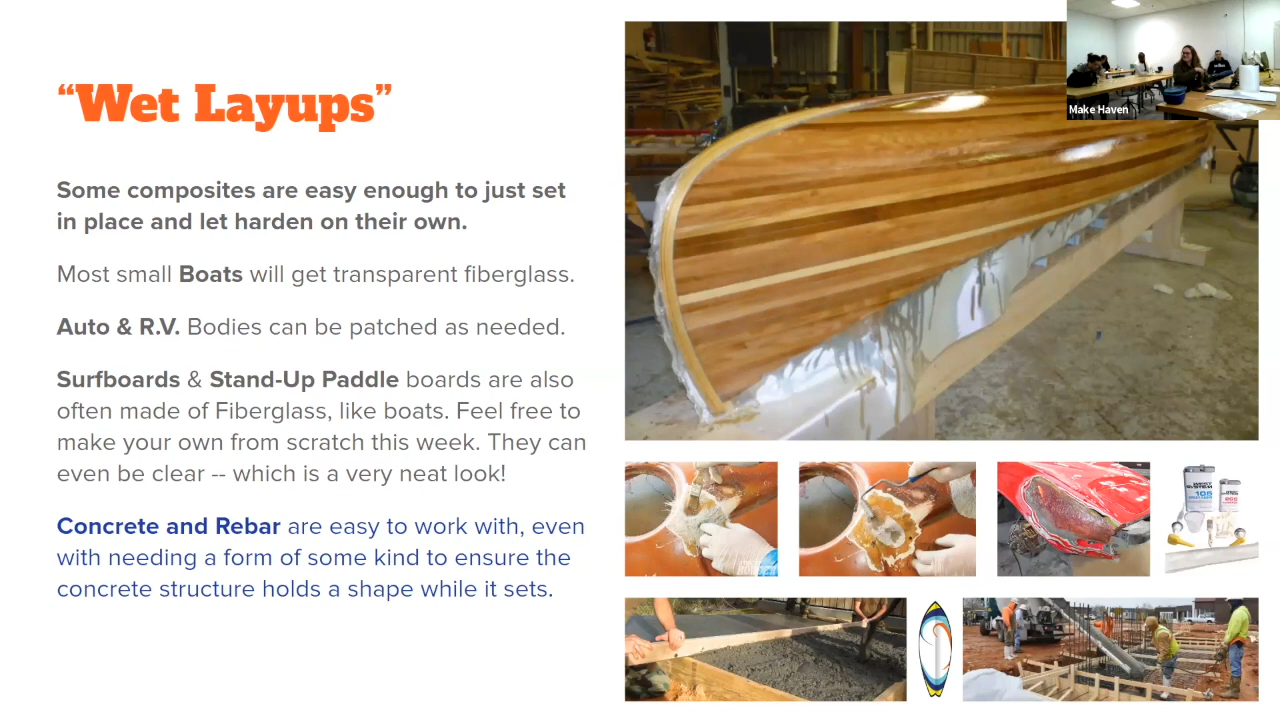 “Wet Layups”
Some composites are easy enough to just set
in place and let harden on their own.
Most small Boats will get transparent fiberglass.
Auto & R.V. Bodies can be patched as needed.
Surfboards & Stand-Up Paddle boards are also
often made of Fiberglass, like boats. Feel free to
make your own from scratch this week. They can
even be clear -- which is a very neat look!
Concrete and Rebar are easy to work with, even
with needing a form of some kind to ensure the
concrete structure holds a shape while it sets.
Make Haven
WEST
SYSTEM
105